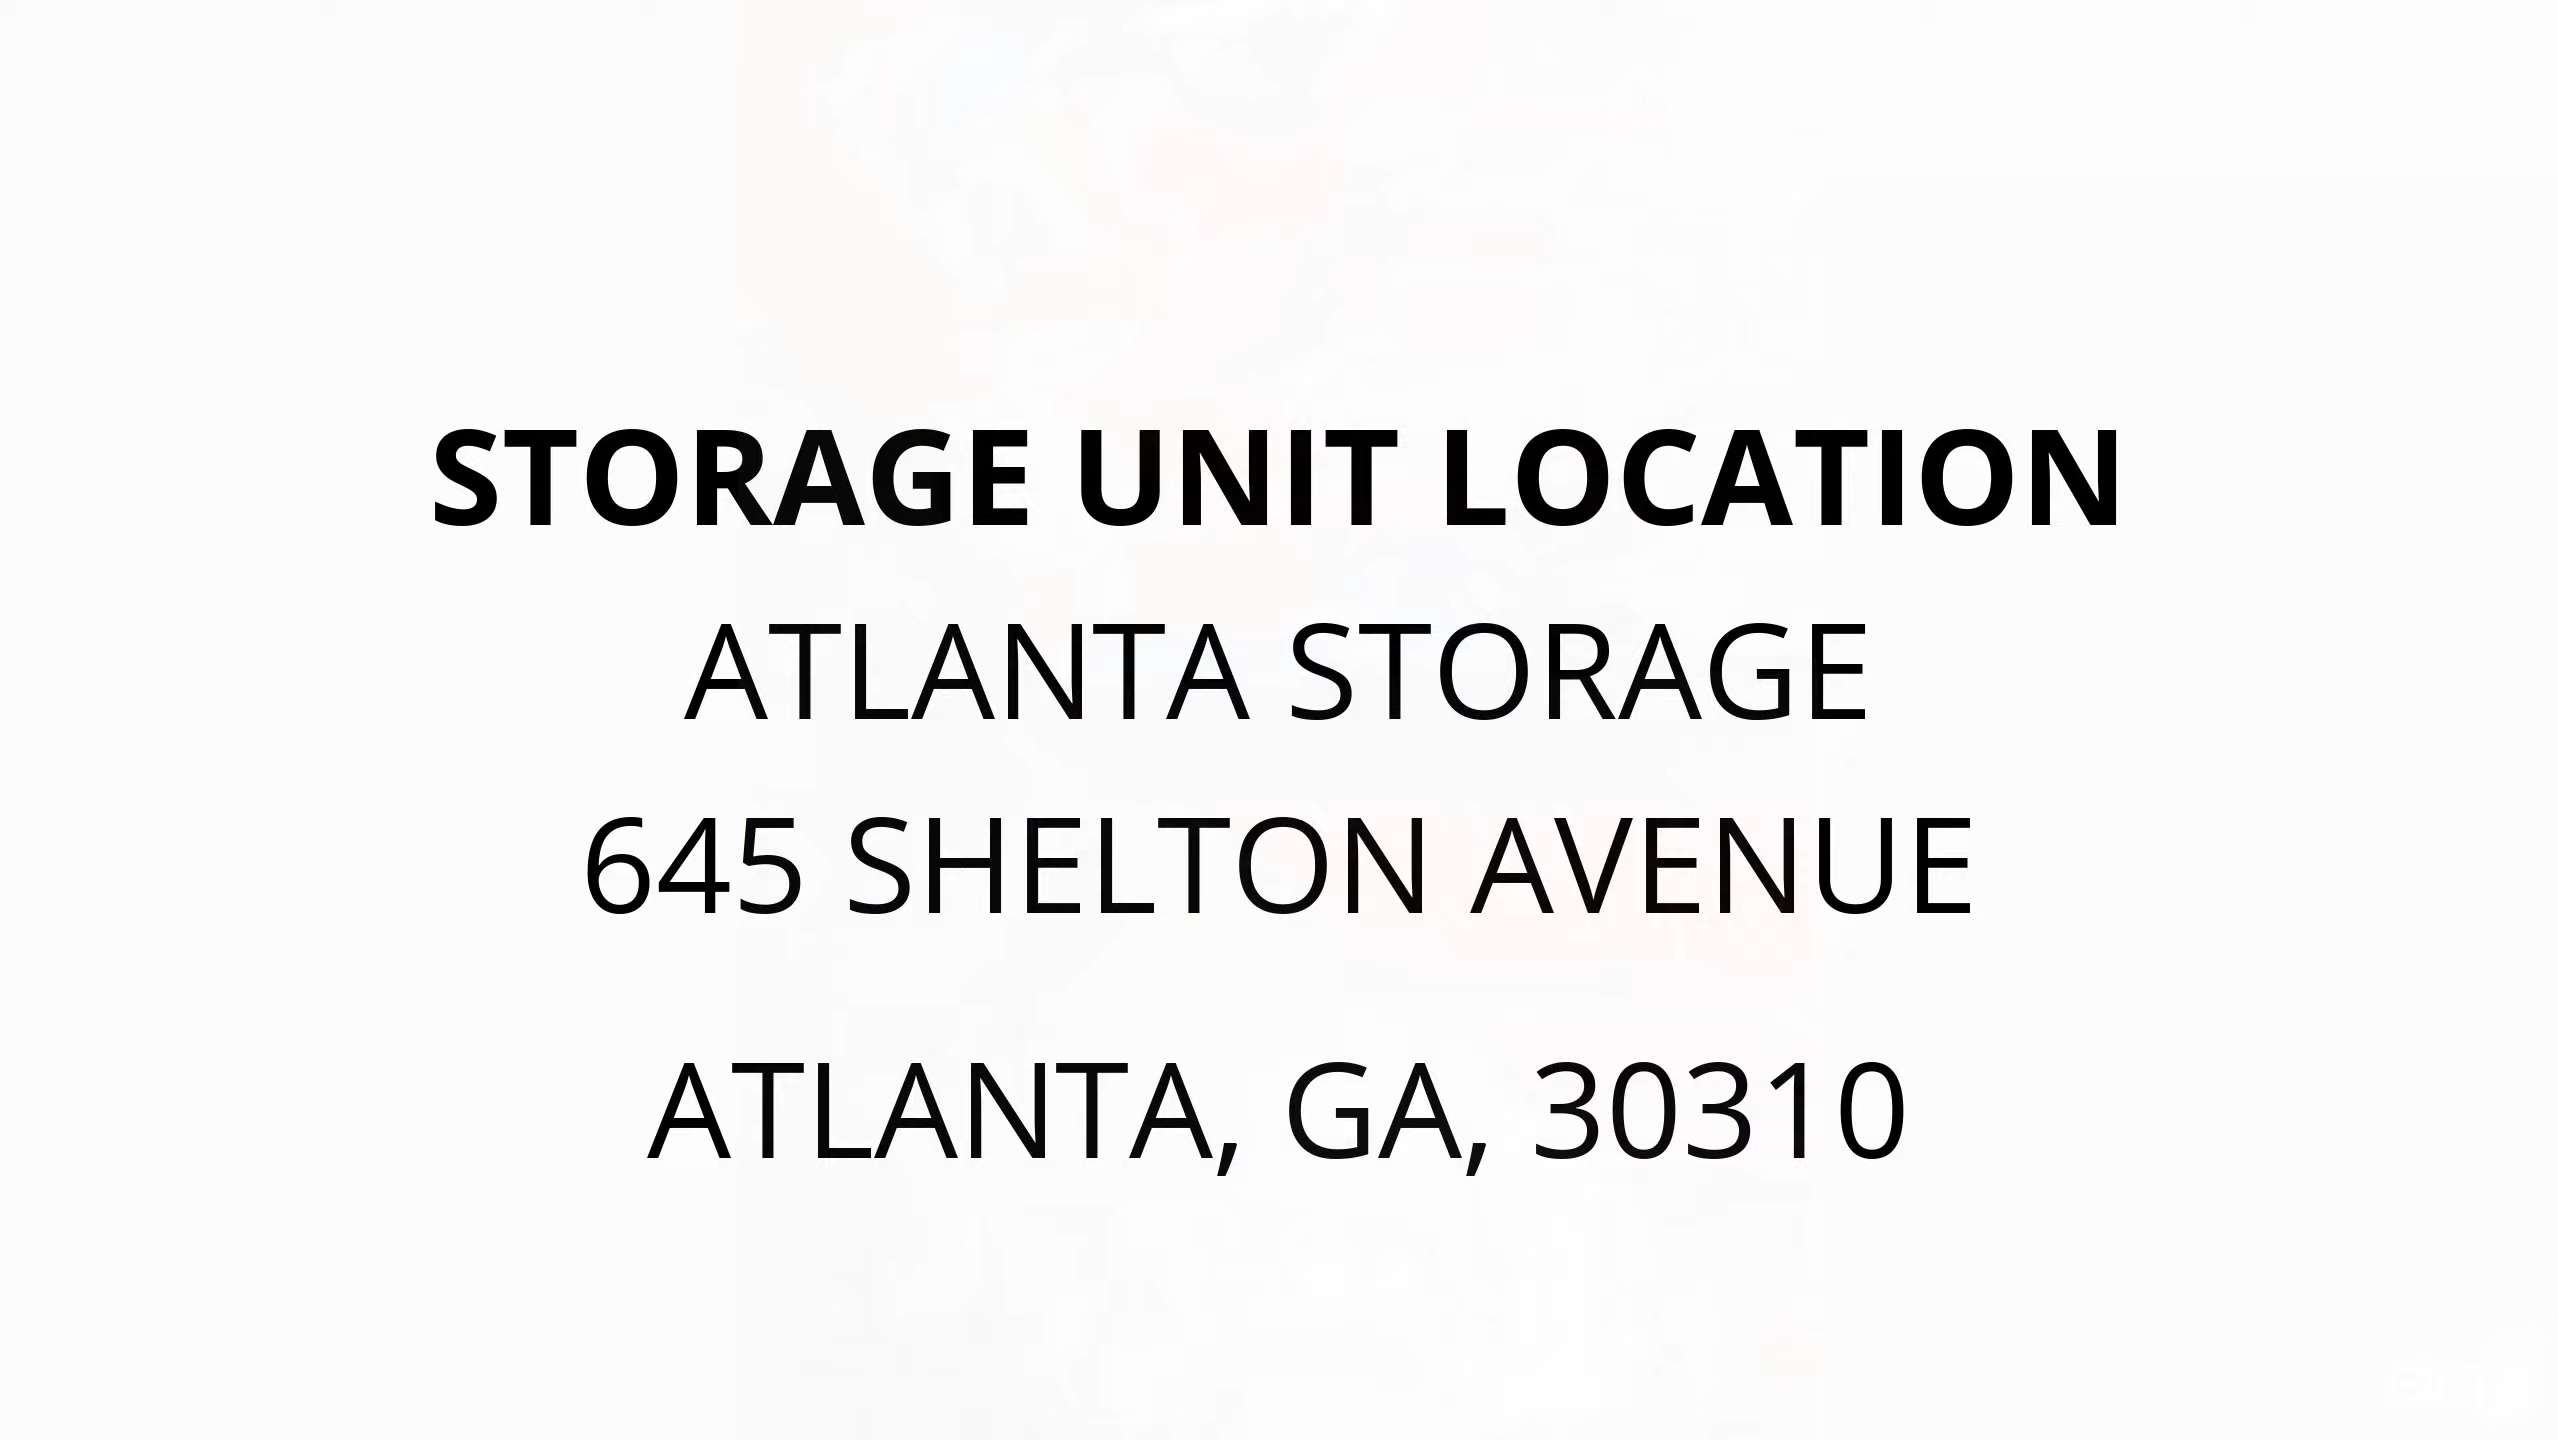 STORAGE UNIT LOCATION
ATLANTA STORAGE
645 SHELTON AVENUE
ATLANTA, GA, 30310